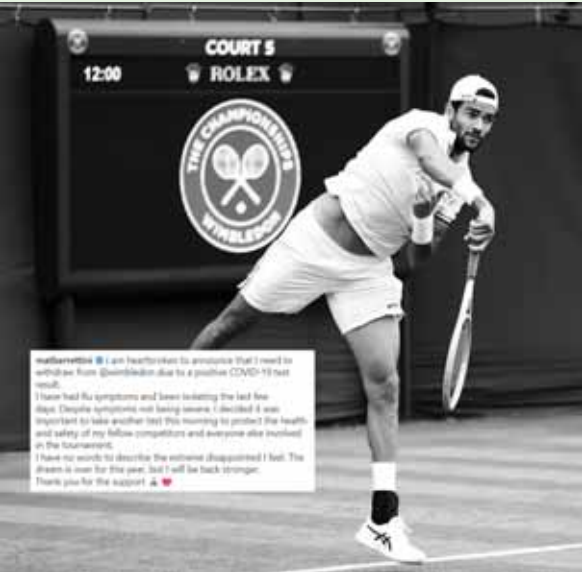 COURT 5
12:00 ROLEX
THE CHAMPIONSHIPS
WIMBLEDON
matberrettini I am heartbroken to announce that I need to
withdraw from @wimbledon due to a positive COVID-19 test
result.
I have had flu symptoms and been isolating the last few
days. Despite symptoms not being severe, I decided it was
important to take another test this morning to protect the health
and safety of my fellow competitors and everyone else involved
in the tournament.
I have no words to describe the extreme disappointed I feel. The
dream is over for this year, but I will be back stronger.
Thank you for the support 🙏 ❤️